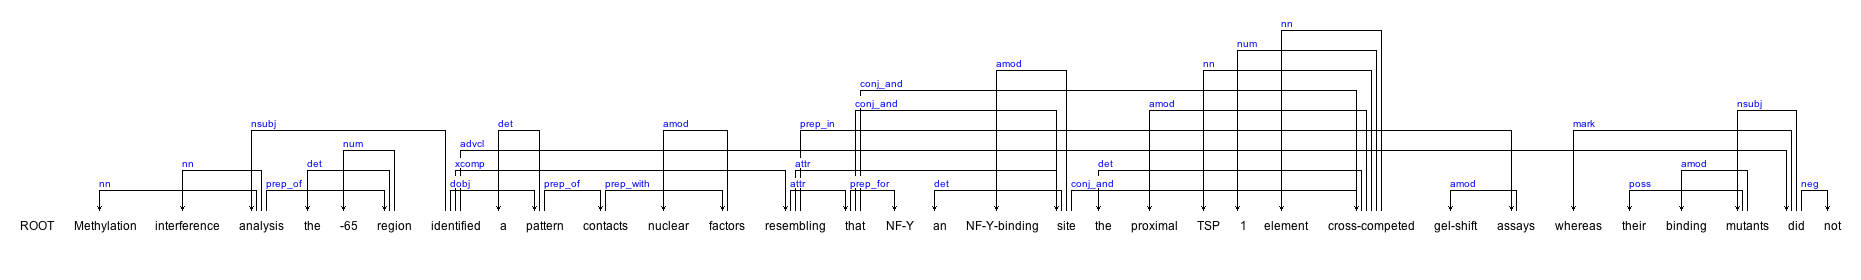 nn
num
amod
nn
conj_and
conj_and amod nsubj
nsubj det amod prep_in mark
num advcl
nn det xcomp attr det amod
nn prep_of dobj prep_of prep_with attr prep_for det conj_and amod poss neg
ROOT Methylation interference analysis the -65 region identified a pattern contacts nuclear factors resembling that NF-Y an NF-Y-binding site the proximal TSP 1 element cross-competed gel-shift assays whereas their binding mutants did not